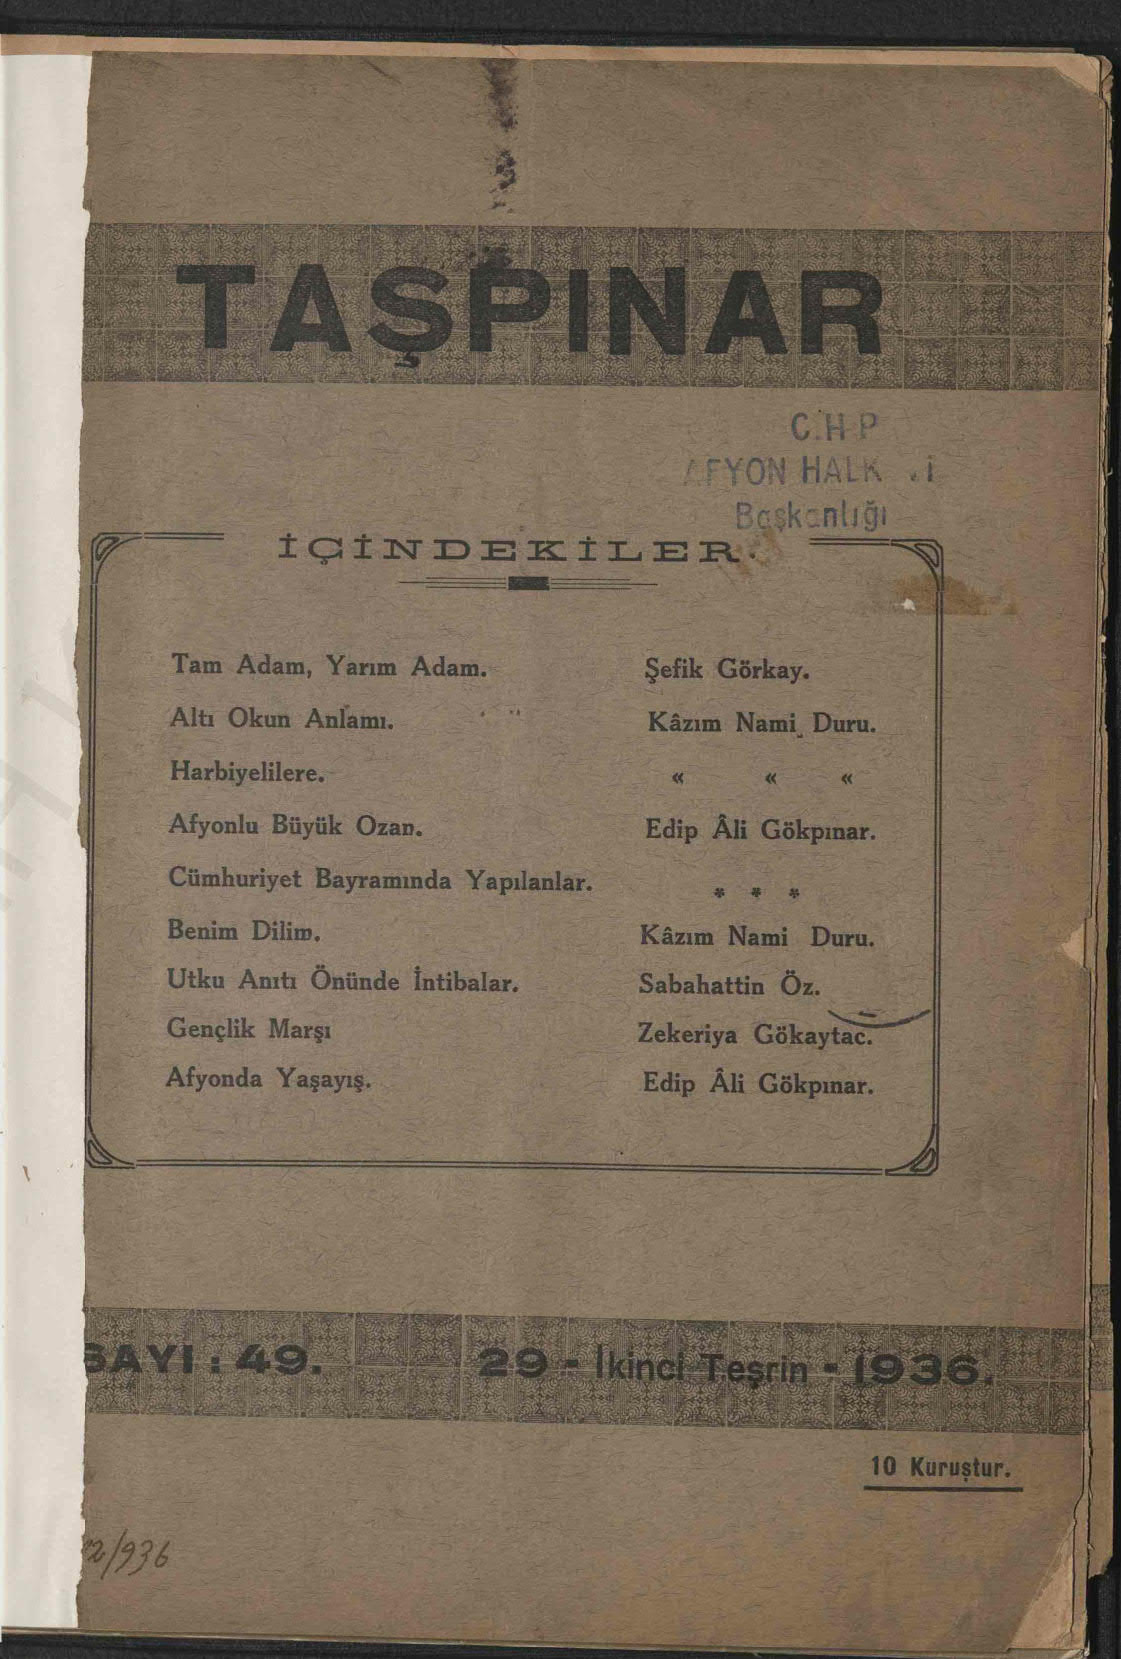 TAŞPINAR
C.H.P
AFYON HALK
Başkanlığı
İÇİNDEKİLER.
Tam Adam, Yarım Adam. Şefik Görkay.
Altı Okun Anlamı. Kâzım Nami Duru.
Harbiyelilere. « « «
Afyonlu Büyük Ozan. Edip Âli Gökpınar.
Cümhuriyet Bayramında Yapılanlar. * * *
Benim Dilim. Kâzım Nami Duru.
Utku Anıtı Önünde İntibalar. Sabahattin Öz.
Gençlik Marşı Zekeriya Gökaytac.
Afyonda Yaşayış. Edip Âli Gökpınar.
SAYI : 49. 29 - İkinci Teşrin - 1936.
10 Kuruştur.
2/936